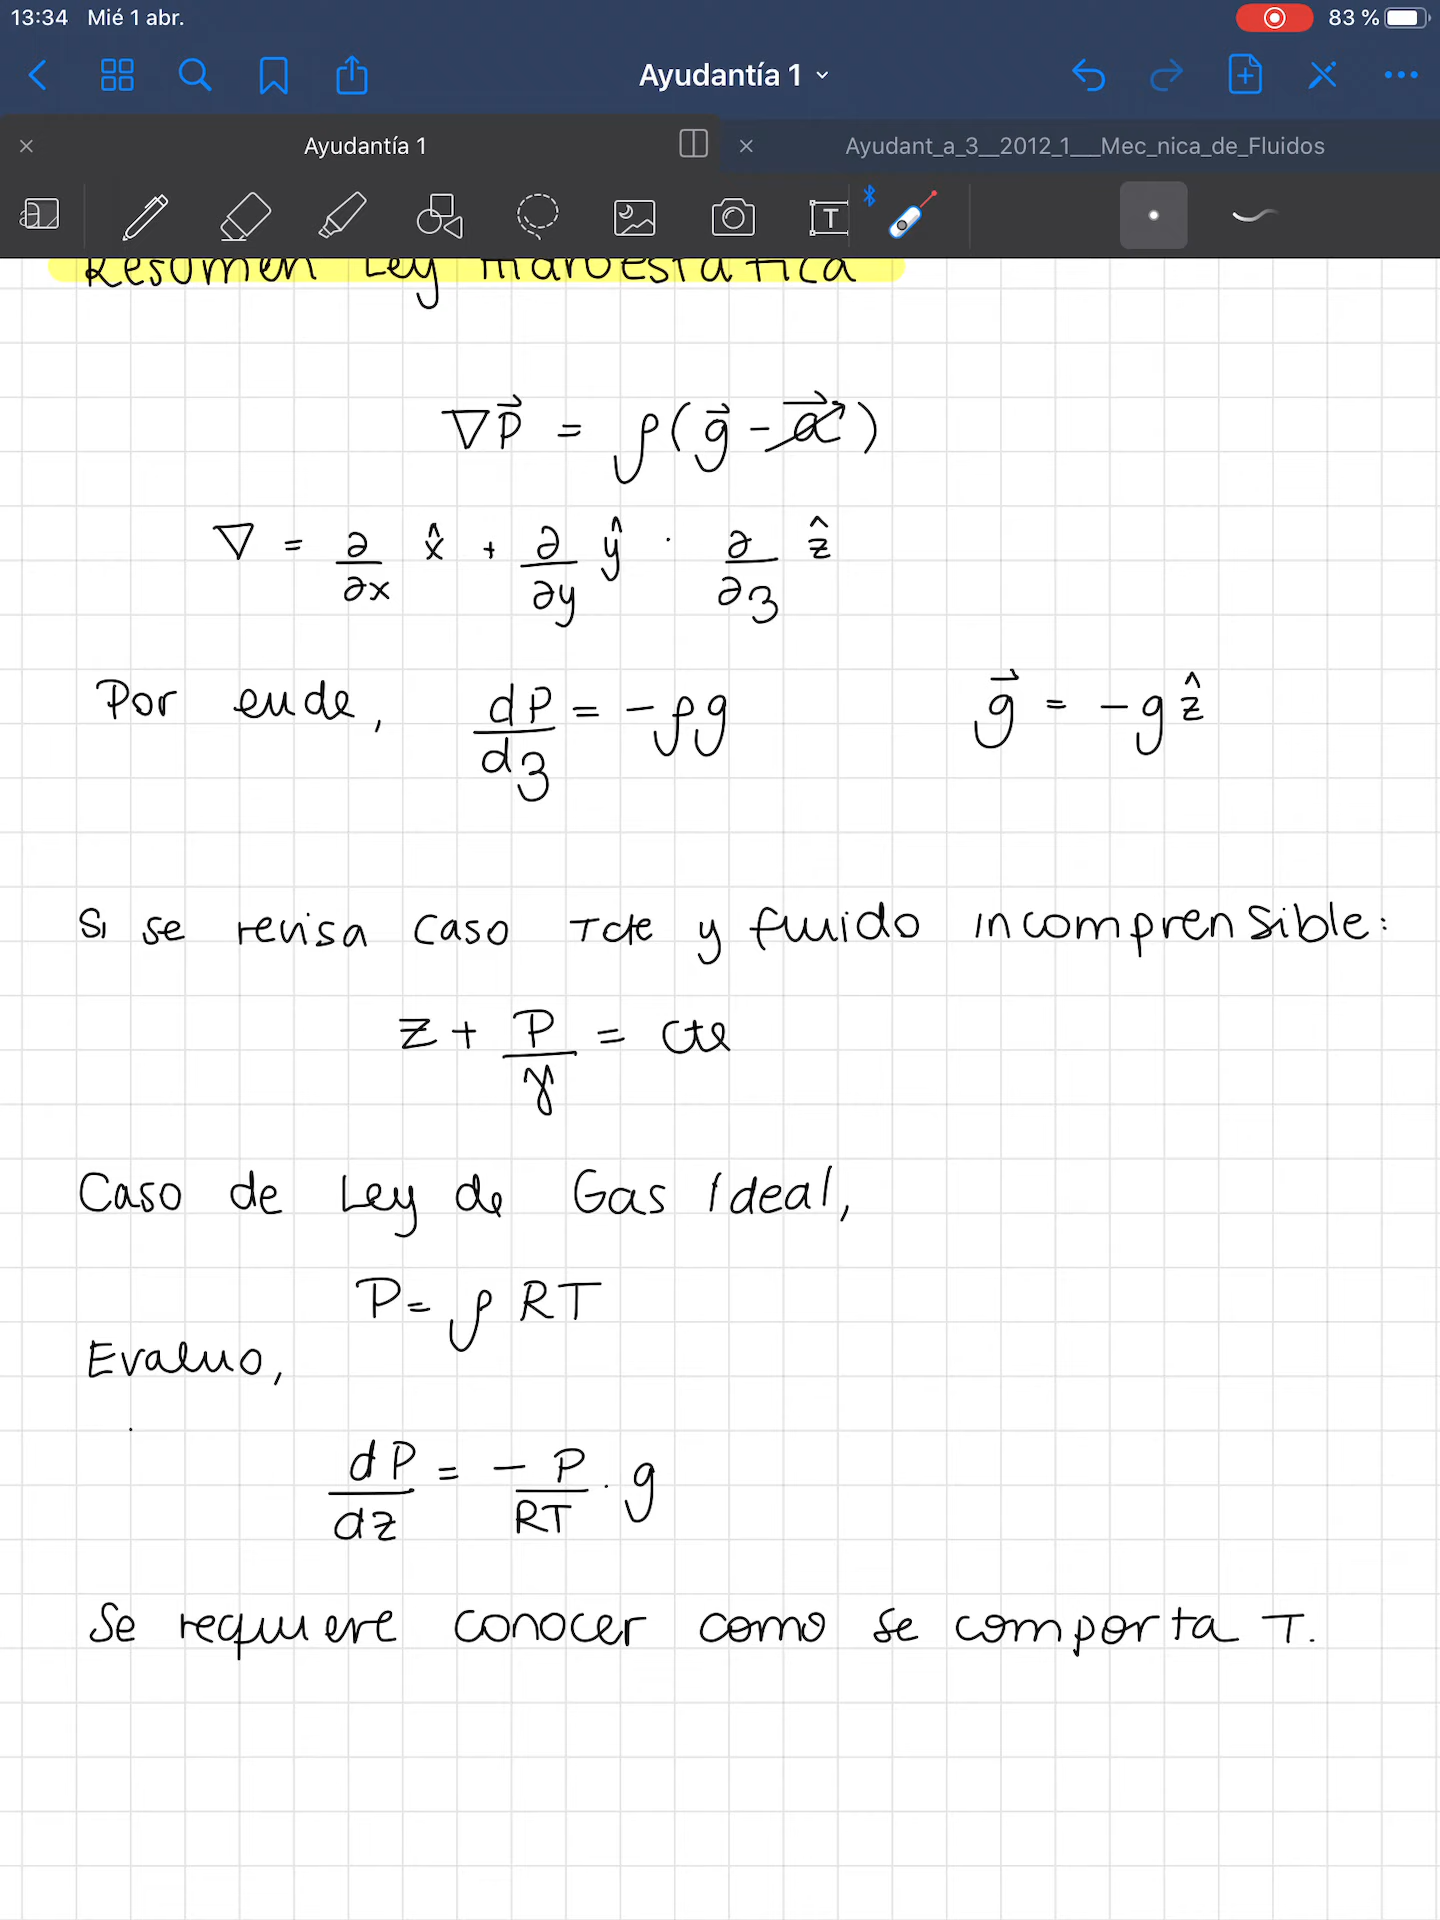 13:34 Mié 1 abr. 83 %
Ayudantía 1
Ayudantía 1 Ayudant_a_3__2012_1___Mec_nica_de_Fluidos
T
Resumen Ley Hidroestática
∇P⃗ = ρ(g⃗ - a⃗)
∇ = ∂/∂x x̂ + ∂/∂y ŷ · ∂/∂z ẑ
Por ende, dP/dz = -ρg g⃗ = -gẑ
Si se revisa caso Tcte y fluido incomprensible:
z + P/γ = cte
Caso de Ley de Gas Ideal,
P = ρRT
Evaluo,
dP/dz = -P/RT · g
Se requiere conocer como se comporta T.